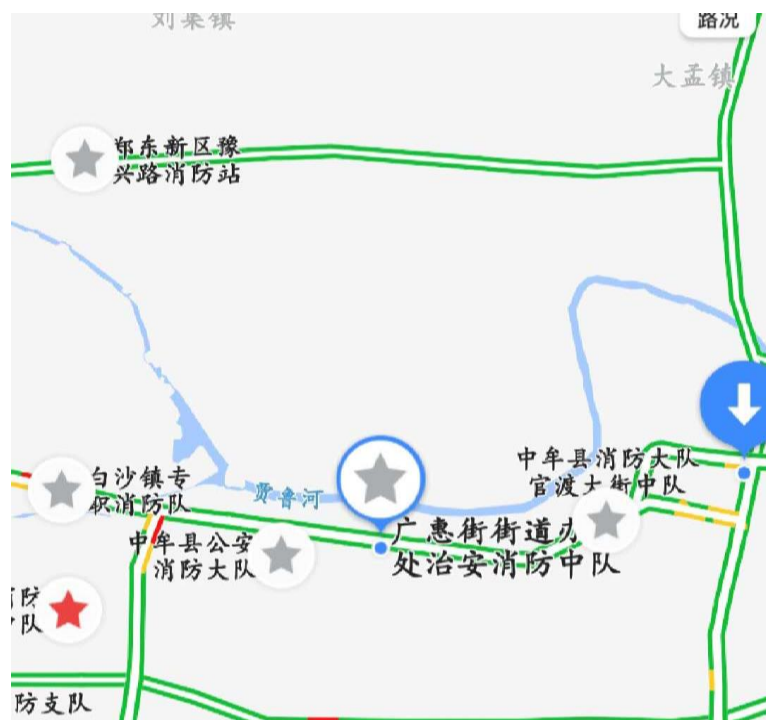 刘集镇
路况
大孟镇
郑东新区豫
兴路消防站
中牟县消防大队
官渡大街中队
白沙镇专
职消防队
贾鲁河
广惠街街道办
处治安消防中队
中牟县公安
消防大队
消防
队
防支队